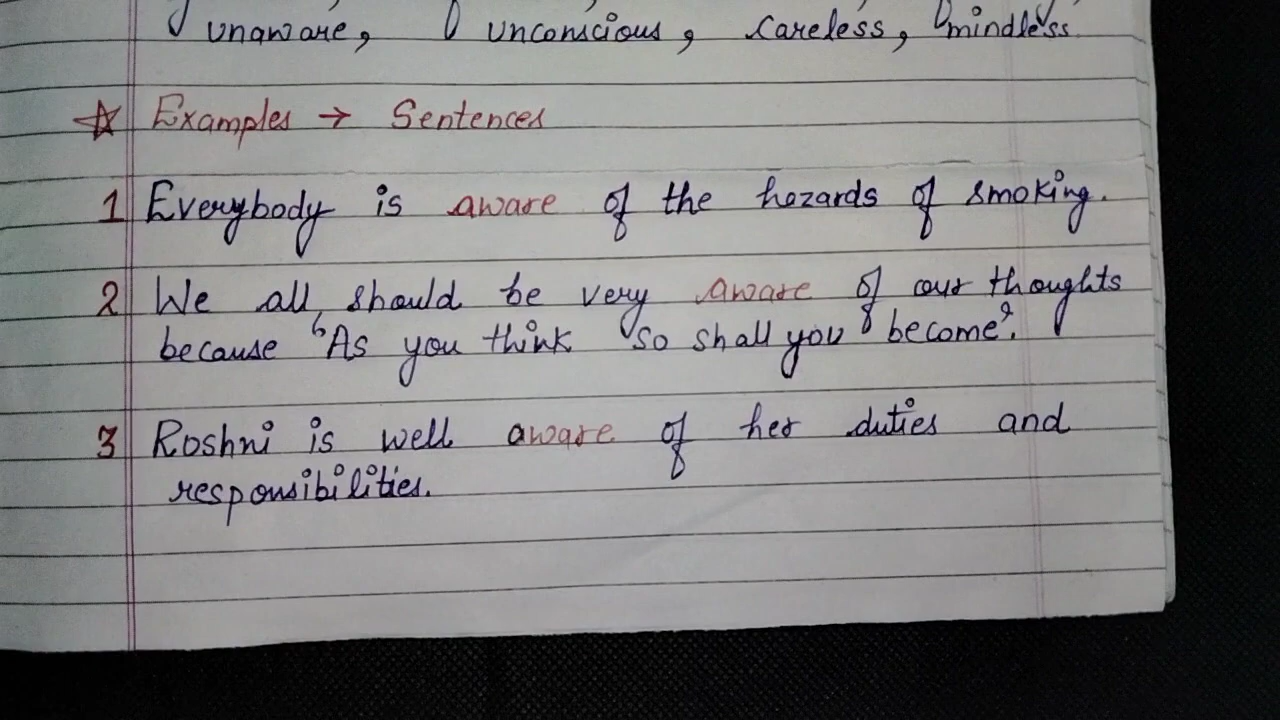 unaware, unconscious, careless, mindless
☆ Examples → Sentences
1 Everybody is aware of the hazards of smoking.
2 We all should be very aware of our thoughts
because 'As you think so shall you become'.
3 Roshni is well aware of her duties and
responsibilities.